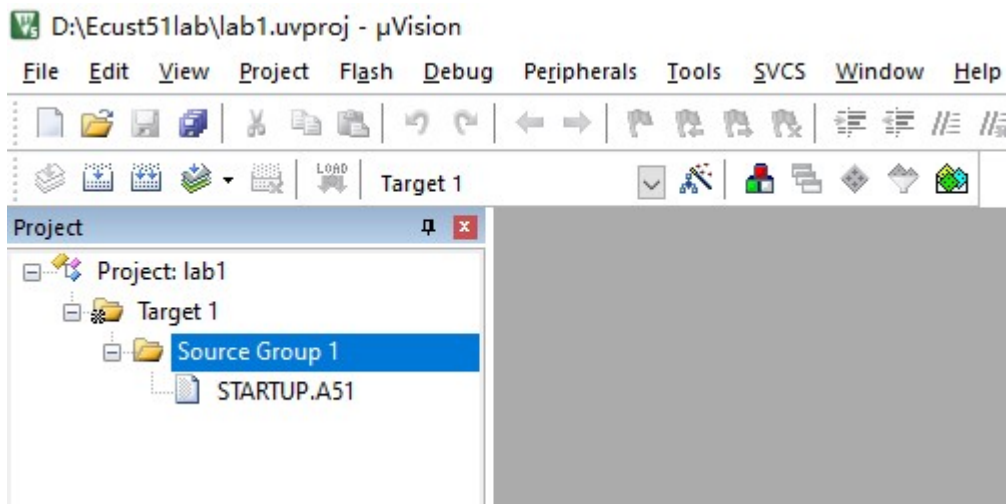 D:\Ecust51lab\lab1.uvproj - µVision
File Edit View Project Flash Debug Peripherals Tools SVCS Window Help
LOAD Target 1
Project
Project: lab1
Target 1
Source Group 1
STARTUP.A51